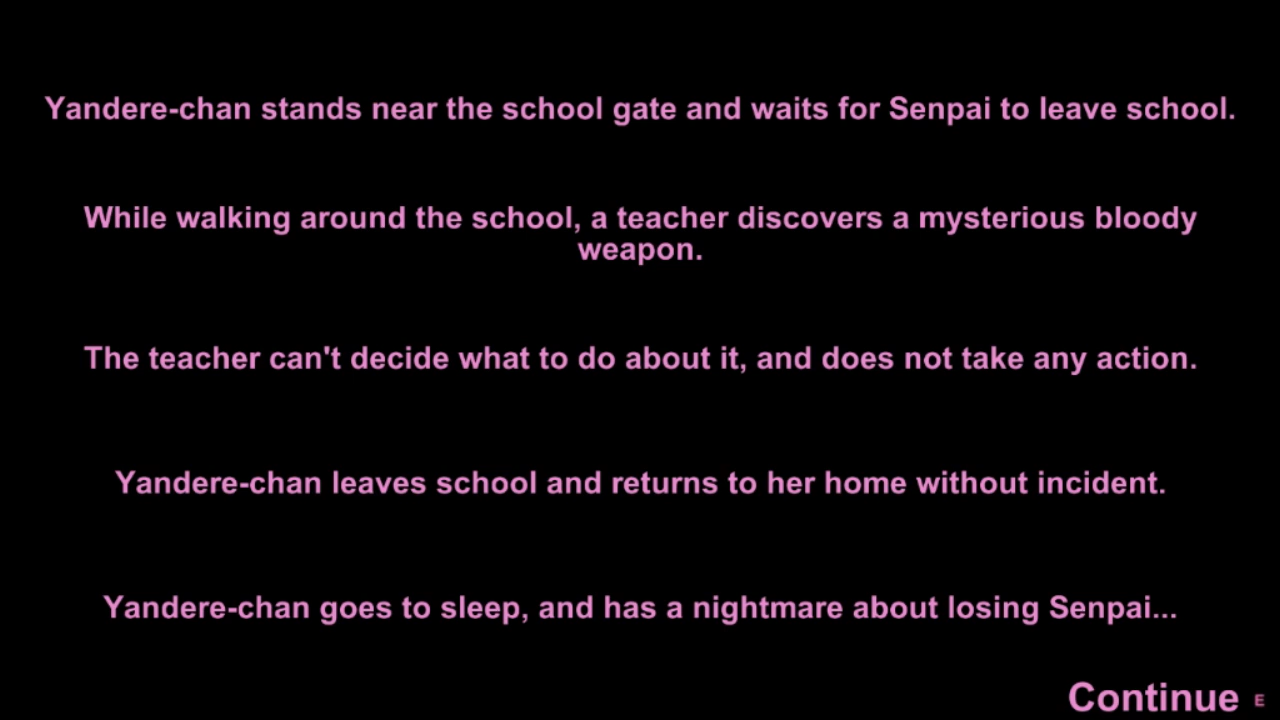 Yandere-chan stands near the school gate and waits for Senpai to leave school.
While walking around the school, a teacher discovers a mysterious bloody
weapon.
The teacher can't decide what to do about it, and does not take any action.
Yandere-chan leaves school and returns to her home without incident.
Yandere-chan goes to sleep, and has a nightmare about losing Senpai...
Continue E